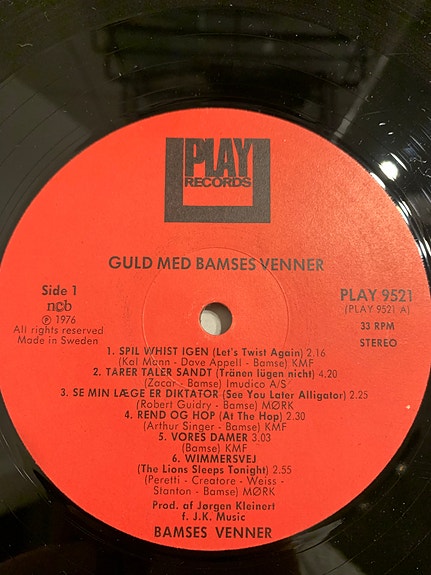 PLAY
RECORDS
GULD MED BAMSES VENNER
Side 1
ncb
Ⓟ 1976
All rights reserved
Made in Sweden
PLAY 9521
(PLAY 9521 A)
33 RPM
STEREO
1. SPIL WHIST IGEN (Let's Twist Again) 2.16
(Kal Mann - Dave Appell - Bamse) KMF
2. TÅRER TALER SANDT (Tränen lügen nicht) 4.20
(Zacar - Bamse) Imudico A/S
3. SE MIN LÆGE ER DIKTATOR (See You Later Alligator) 2.25
(Robert Guidry - Bamse) MØRK
4. REND OG HOP (At The Hop) 2.30
(Arthur Singer - Bamse) KMF
5. VORES DAMER 3.03
(Bamse) KMF
6. WIMMERSVEJ
(The Lions Sleeps Tonight) 2.55
(Peretti - Creatore - Weiss -
Stanton - Bamse) MØRK
Prod. af Jørgen Kleinert
f. J.K. Music
BAMSES VENNER